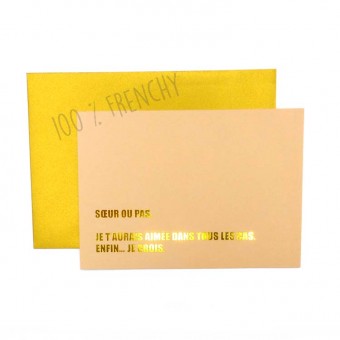 100 % FRENCHY
SŒUR OU PAS,
JE T'AURAIS AIMÉE DANS TOUS LES CAS.
ENFIN... JE CROIS